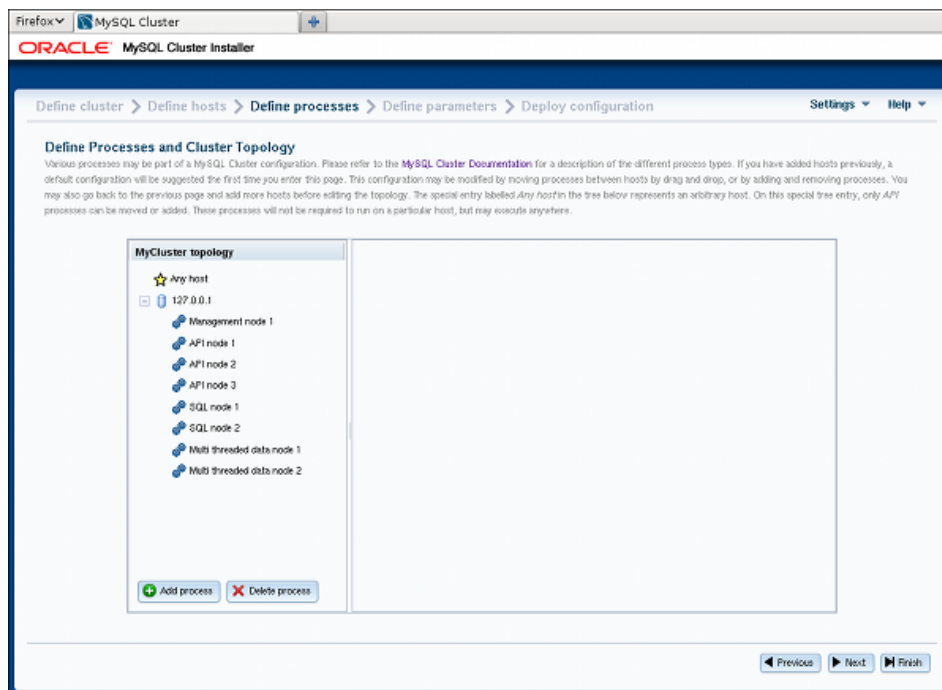 Firefox
MySQL Cluster
ORACLE MySQL Cluster Installer
Define cluster > Define hosts > Define processes > Define parameters > Deploy configuration
Settings Help
Define Processes and Cluster Topology
Various processes may be part of a MySQL Cluster configuration. Please refer to the MySQL Cluster Documentation for a description of the different process types. If you have added hosts previously, a
default configuration will be suggested the first time you enter this page. This configuration may be modified by moving processes between hosts by drag and drop, or by adding and removing processes. You
may also go back to the previous page and add more hosts before editing the topology. The special entry labelled Any host in the tree below represents an arbitrary host. On this special tree entry, only API
processes can be moved or added. These processes will not be required to run on a particular host, but may execute anywhere.
MyCluster topology
Any host
127.0.0.1
Management node 1
API node 1
API node 2
API node 3
SQL node 1
SQL node 2
Multi threaded data node 1
Multi threaded data node 2
Add process Delete process
Previous Next Finish